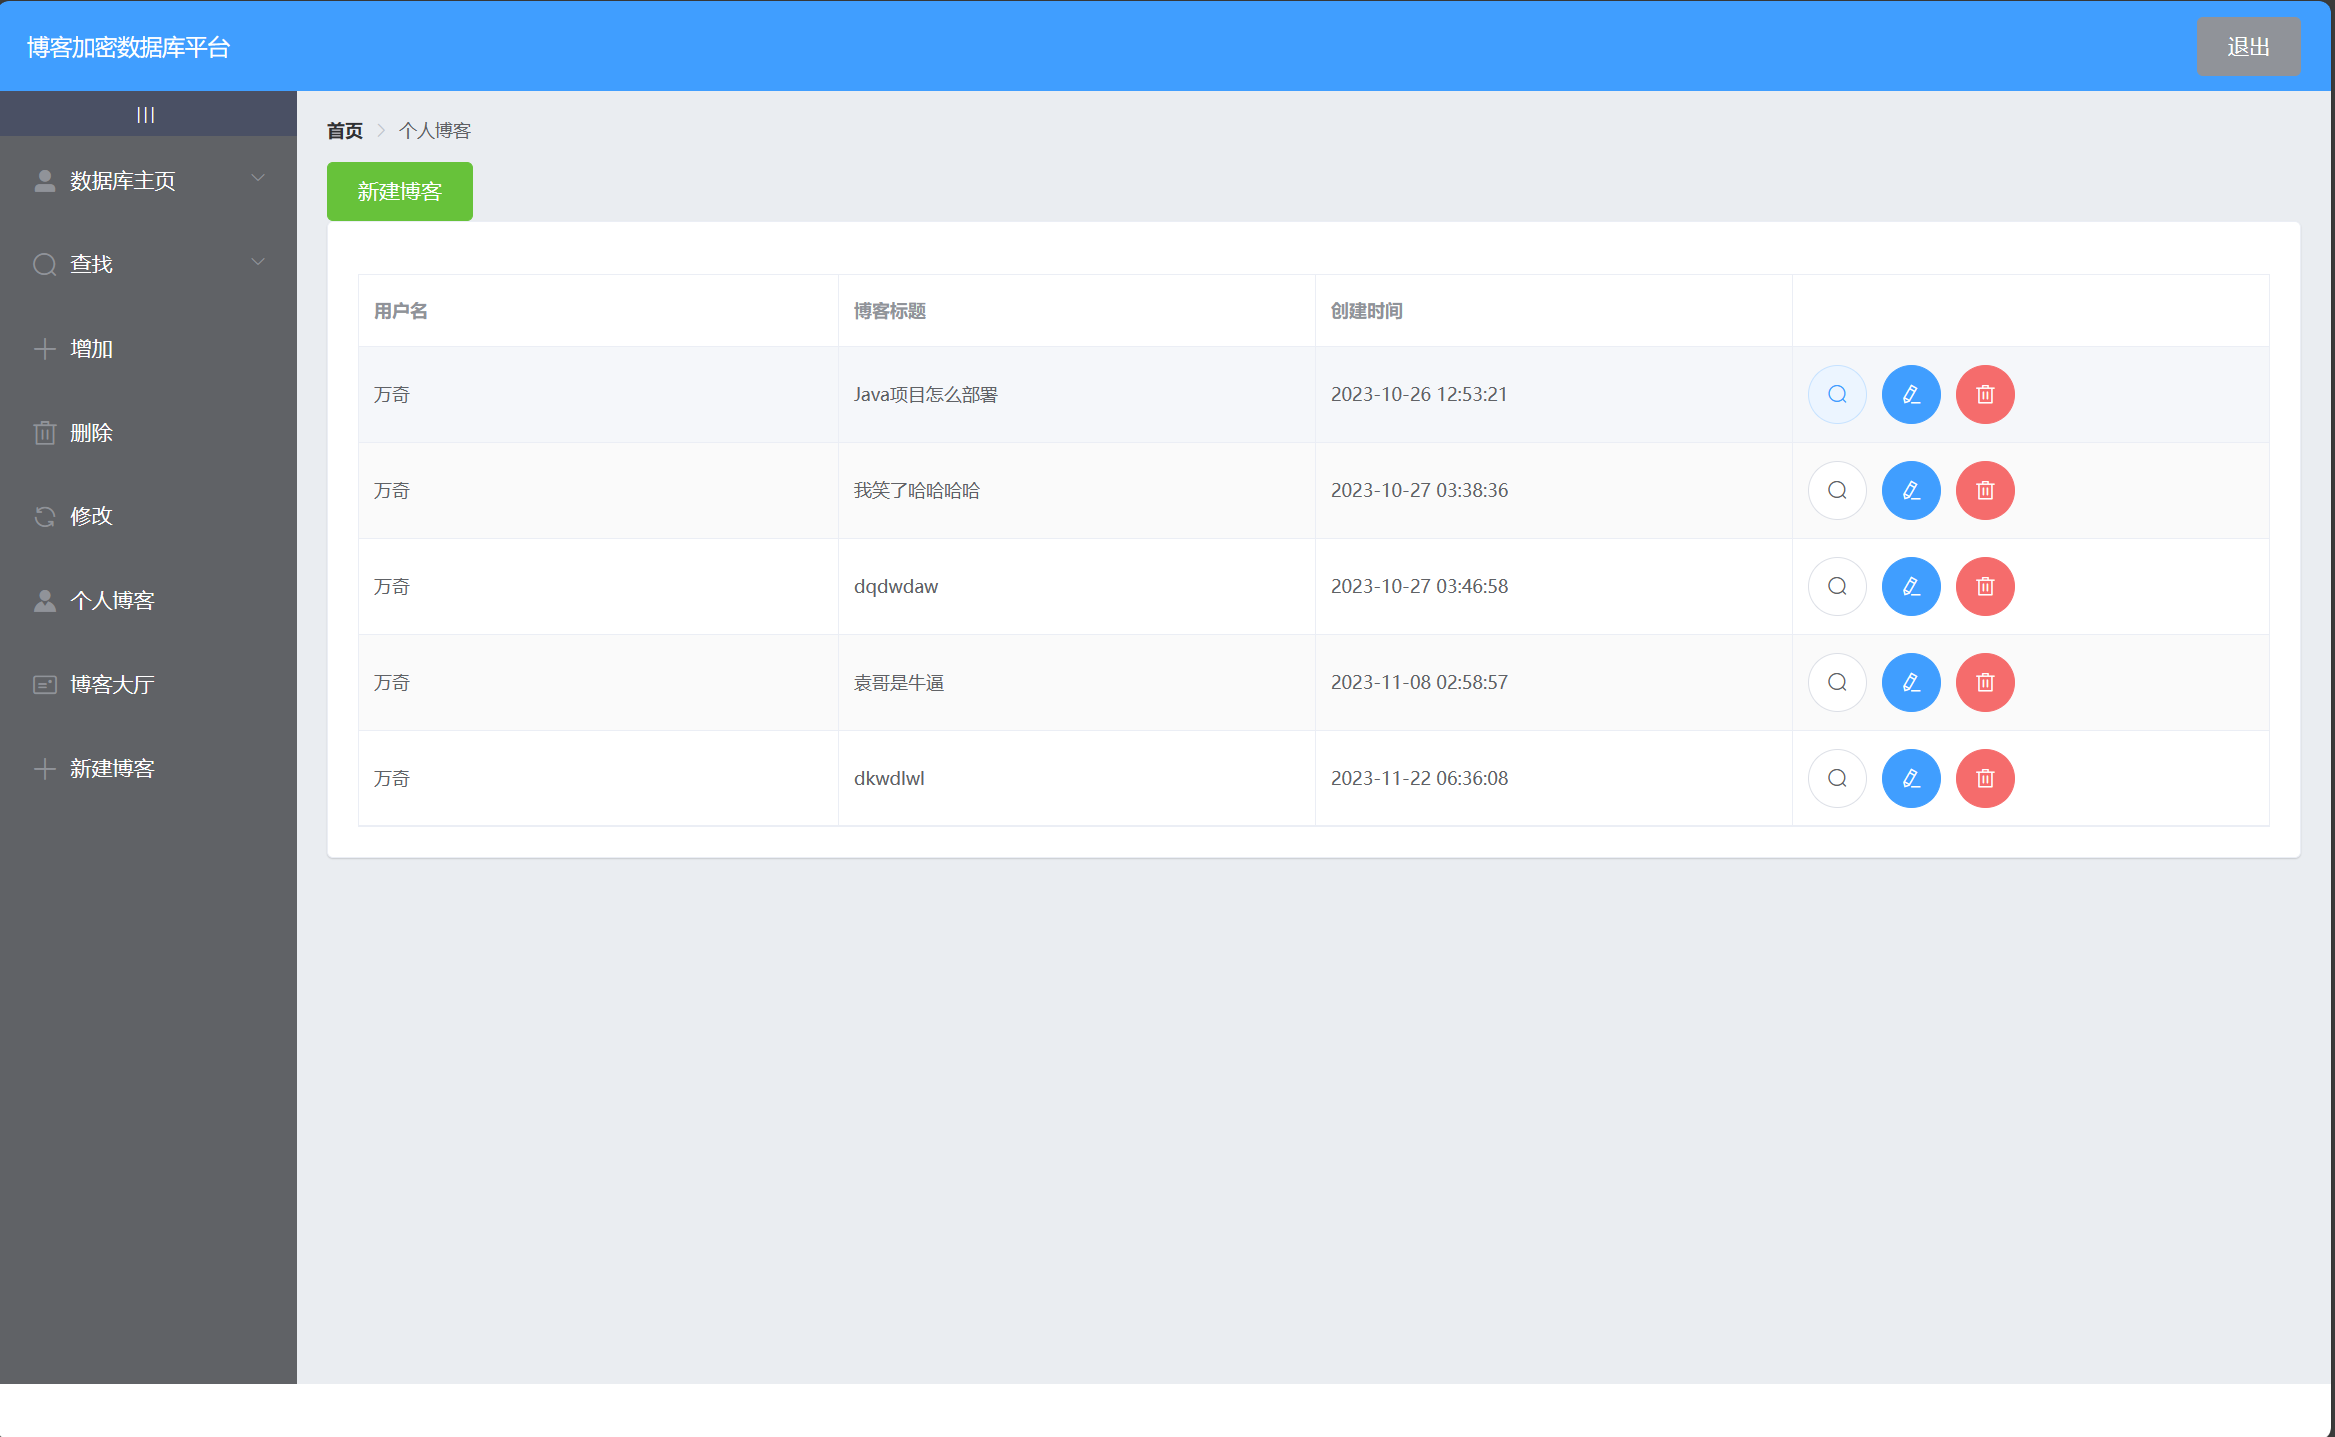 博客加密数据库平台
退出
|||
数据库主页
查找
增加
删除
修改
个人博客
博客大厅
新建博客
首页 个人博客
新建博客
用户名 博客标题 创建时间
万奇 Java项目怎么部署 2023-10-26 12:53:21
万奇 我笑了哈哈哈哈 2023-10-27 03:38:36
万奇 dqdwdaw 2023-10-27 03:46:58
万奇 袁哥是牛逼 2023-11-08 02:58:57
万奇 dkwdlwl 2023-11-22 06:36:08